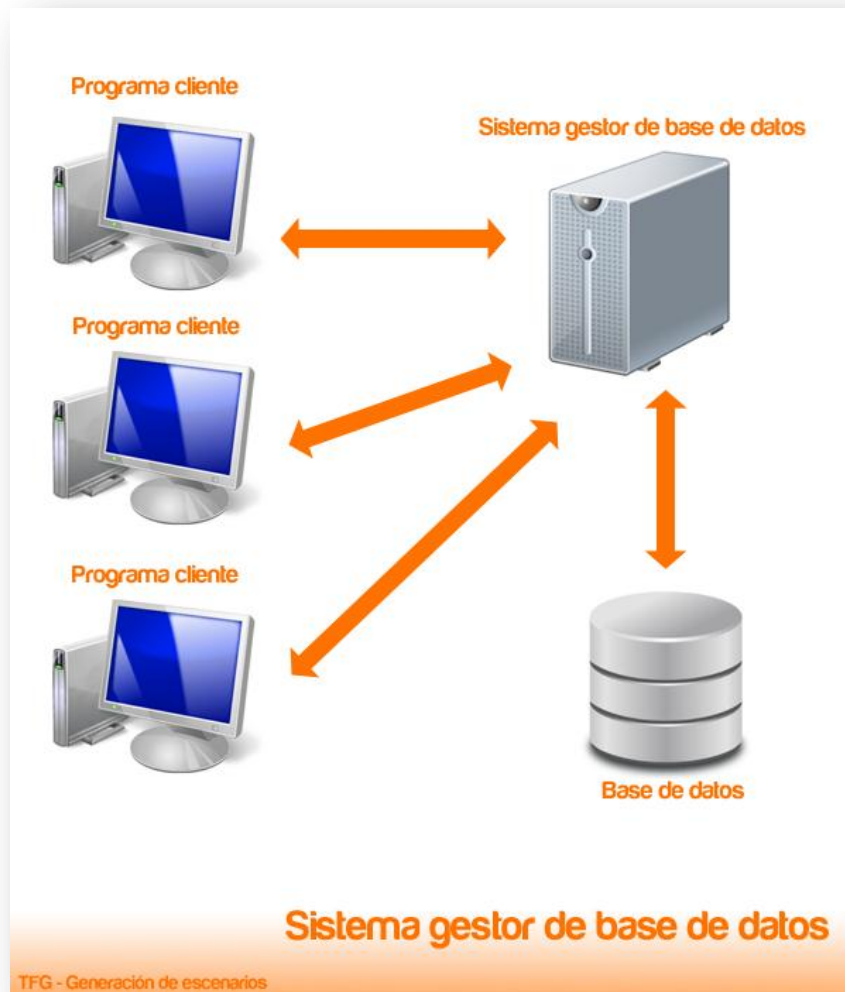 Programa cliente
Sistema gestor de base de datos
Programa cliente
Programa cliente
Base de datos
Sistema gestor de base de datos
TFG - Generación de escenarios